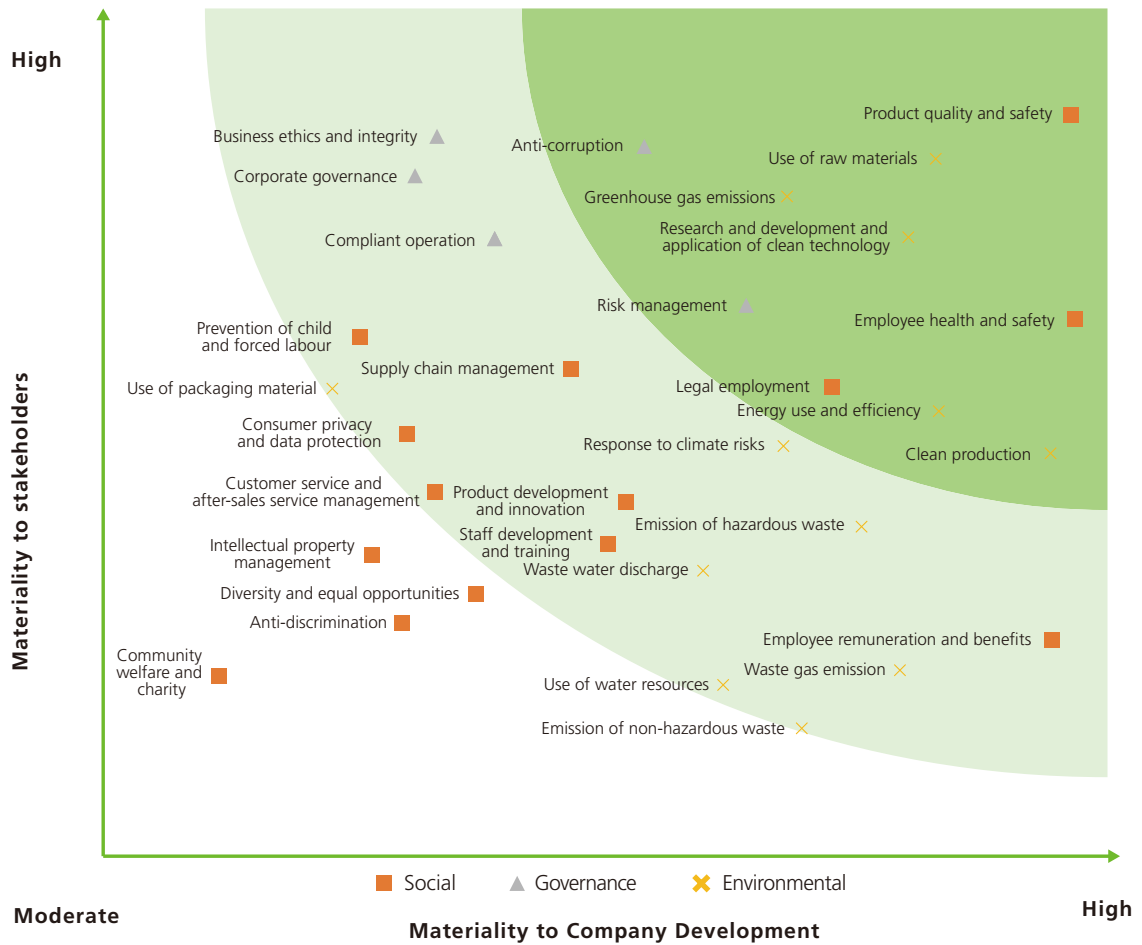 High
Product quality and safety
Business ethics and integrity
Anti-corruption
Use of raw materials
Corporate governance
Greenhouse gas emissions
Research and development and
application of clean technology
Compliant operation
Risk management
Employee health and safety
Prevention of child
and forced labour
Supply chain management
Legal employment
Use of packaging material
Energy use and efficiency
Consumer privacy
and data protection
Response to climate risks
Clean production
Customer service and
after-sales service management
Product development
and innovation
Emission of hazardous waste
Staff development
and training
Intellectual property
management
Waste water discharge
Diversity and equal opportunities
Anti-discrimination
Employee remuneration and benefits
Community
welfare and
charity
Waste gas emission
Use of water resources
Emission of non-hazardous waste
Materiality to stakeholders
Social
Governance
Environmental
Moderate
High
Materiality to Company Development